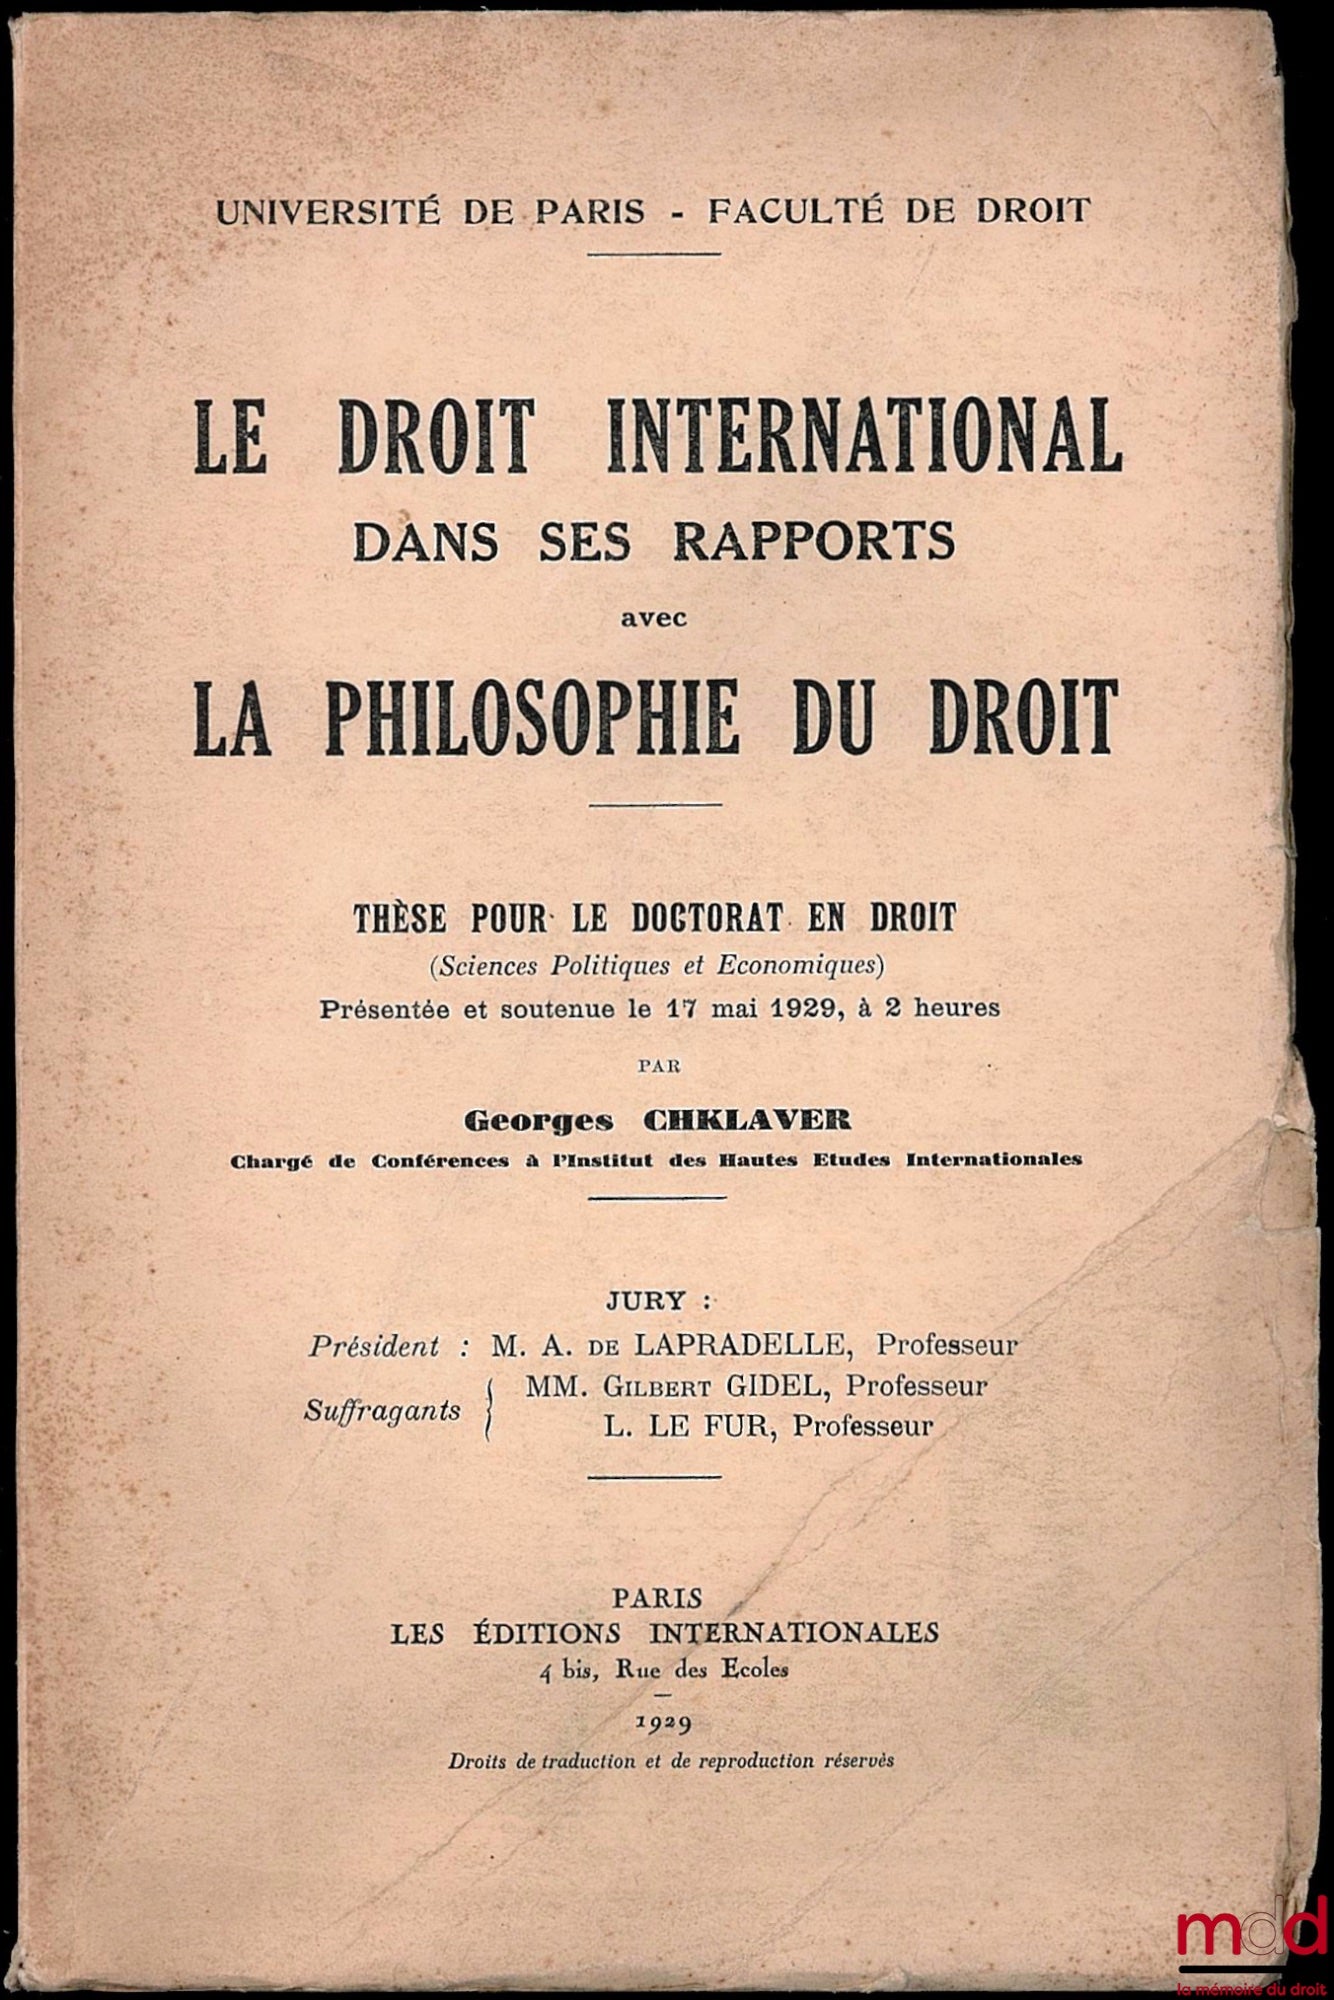 UNIVERSITÉ DE PARIS - FACULTÉ DE DROIT
LE DROIT INTERNATIONAL
DANS SES RAPPORTS
avec
LA PHILOSOPHIE DU DROIT
THÈSE POUR LE DOCTORAT EN DROIT
(Sciences Politiques et Economiques)
Présentée et soutenue le 17 mai 1929, à 2 heures
PAR
Georges CHKLAVER
Chargé de Conférences à l'Institut des Hautes Etudes Internationales
JURY :
Président : M. A. DE LAPRADELLE, Professeur
Suffragants { MM. GILBERT GIDEL, Professeur
L. LE FUR, Professeur
PARIS
LES ÉDITIONS INTERNATIONALES
4 bis, Rue des Ecoles
1929
Droits de traduction et de reproduction réservés
mdd
la mémoire du droit